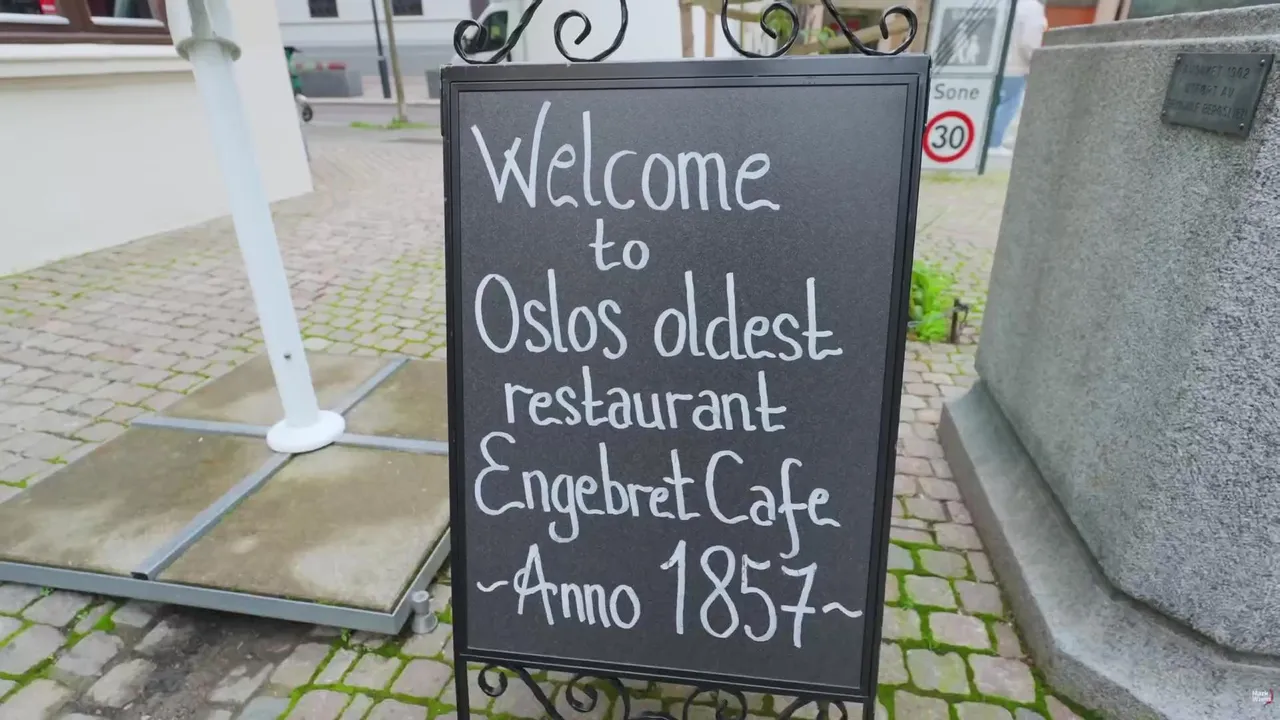 Welcome
to
Oslos oldest
restaurant
Engebret Cafe
~Anno 1857~
Sone
30